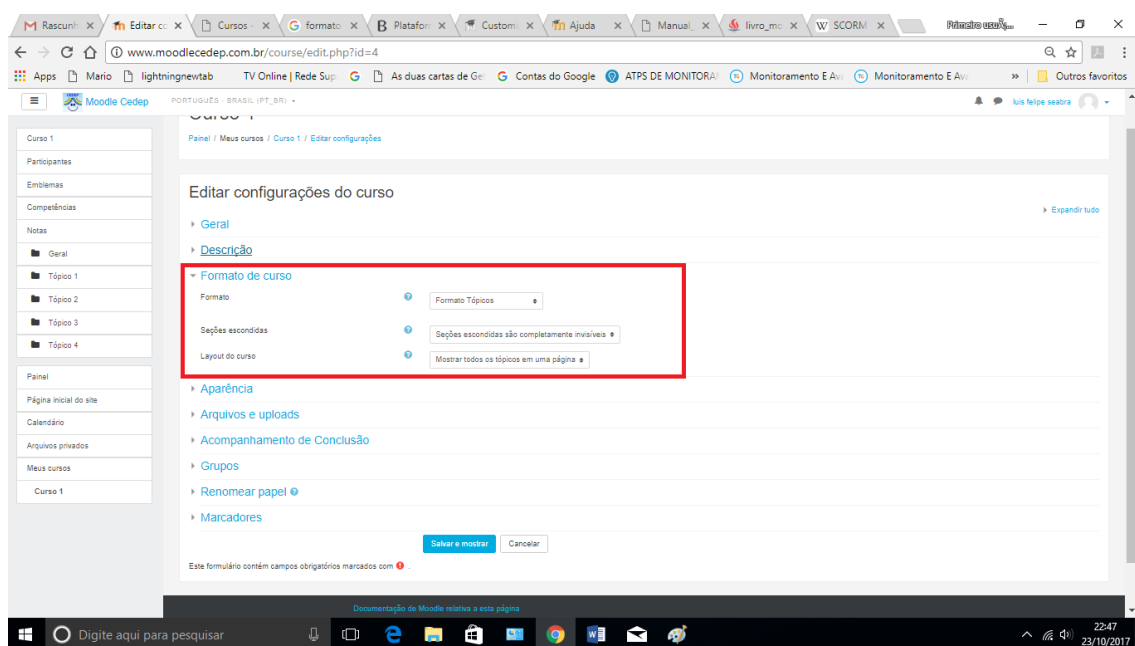 Rascunh
Editar co
Cursos -
formato
Platafor
Custom
Ajuda
Manual_
livro_mo
SCORM
www.moodlecedep.com.br/course/edit.php?id=4
Apps
Mario
lightningnewtab
TV Online | Rede Sup
As duas cartas de Ge
Contas do Google
ATPS DE MONITORA
Monitoramento E Ava
Monitoramento E Ava
»
Outros favoritos
Moodle Cedep
PORTUGUÊS - BRASIL (PT_BR)
luis felipe seabra
Curso 1
Painel / Meus cursos / Curso 1 / Editar configurações
Curso 1
Participantes
Emblemas
Competências
Notas
Geral
Tópico 1
Tópico 2
Tópico 3
Tópico 4
Painel
Página inicial do site
Calendário
Arquivos privados
Meus cursos
Curso 1
Editar configurações do curso
Expandir tudo
Geral
Descrição
Formato de curso
Formato
Formato Tópicos
Seções escondidas
Seções escondidas são completamente invisíveis
Layout do curso
Mostrar todos os tópicos em uma página
Aparência
Arquivos e uploads
Acompanhamento de Conclusão
Grupos
Renomear papel
Marcadores
Salvar e mostrar
Cancelar
Este formulário contém campos obrigatórios marcados com
Documentação de Moodle relativa a esta página
Digite aqui para pesquisar
22:47
23/10/2017